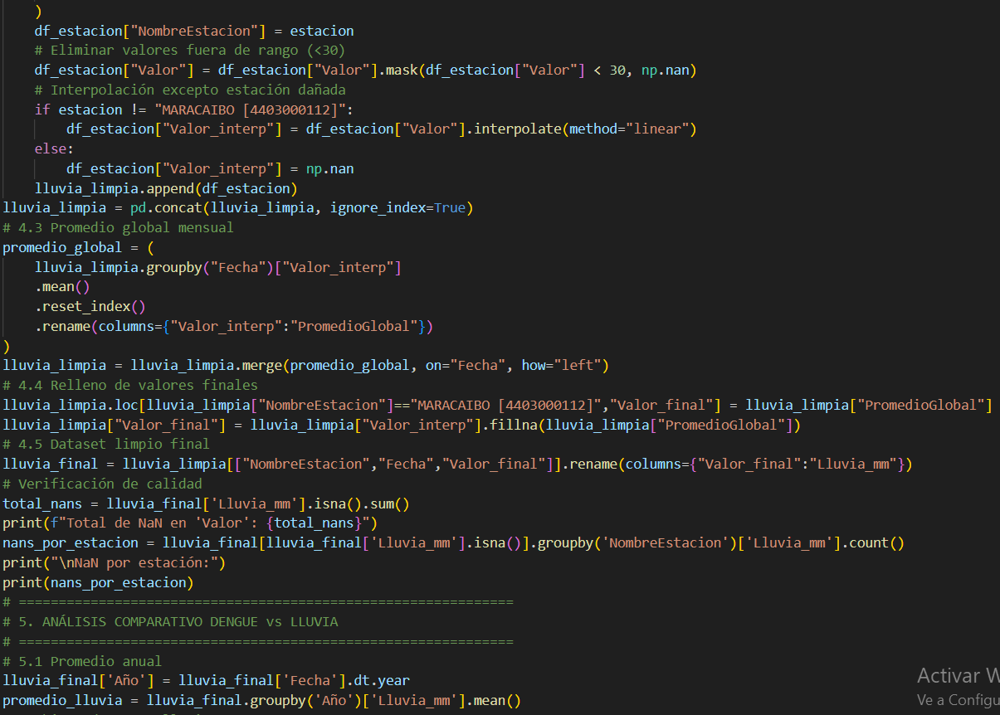 )
    df_estacion["NombreEstacion"] = estacion
    # Eliminar valores fuera de rango (<30)
    df_estacion["Valor"] = df_estacion["Valor"].mask(df_estacion["Valor"] < 30, np.nan)
    # Interpolación excepto estación dañada
    if estacion != "MARACAIBO [4403000112]":
        df_estacion["Valor_interp"] = df_estacion["Valor"].interpolate(method="linear")
    else:
        df_estacion["Valor_interp"] = np.nan
    lluvia_limpia.append(df_estacion)
lluvia_limpia = pd.concat(lluvia_limpia, ignore_index=True)
# 4.3 Promedio global mensual
promedio_global = (
    lluvia_limpia.groupby("Fecha")["Valor_interp"]
    .mean()
    .reset_index()
    .rename(columns={"Valor_interp":"PromedioGlobal"})
)
lluvia_limpia = lluvia_limpia.merge(promedio_global, on="Fecha", how="left")
# 4.4 Relleno de valores finales
lluvia_limpia.loc[lluvia_limpia["NombreEstacion"]=="MARACAIBO [4403000112]","Valor_final"] = lluvia_limpia["PromedioGlobal"]
lluvia_limpia["Valor_final"] = lluvia_limpia["Valor_interp"].fillna(lluvia_limpia["PromedioGlobal"])
# 4.5 Dataset limpio final
lluvia_final = lluvia_limpia[["NombreEstacion","Fecha","Valor_final"]].rename(columns={"Valor_final":"Lluvia_mm"})
# Verificación de calidad
total_nans = lluvia_final['Lluvia_mm'].isna().sum()
print(f"Total de NaN en 'Valor': {total_nans}")
nans_por_estacion = lluvia_final[lluvia_final['Lluvia_mm'].isna()].groupby('NombreEstacion')['Lluvia_mm'].count()
print("\nNaN por estación:")
print(nans_por_estacion)
# ============================================================
# 5. ANÁLISIS COMPARATIVO DENGUE vs LLUVIA
# ============================================================
# 5.1 Promedio anual
lluvia_final['Año'] = lluvia_final['Fecha'].dt.year
promedio_lluvia = lluvia_final.groupby('Año')['Lluvia_mm'].mean()
Activar W
Ve a Configu